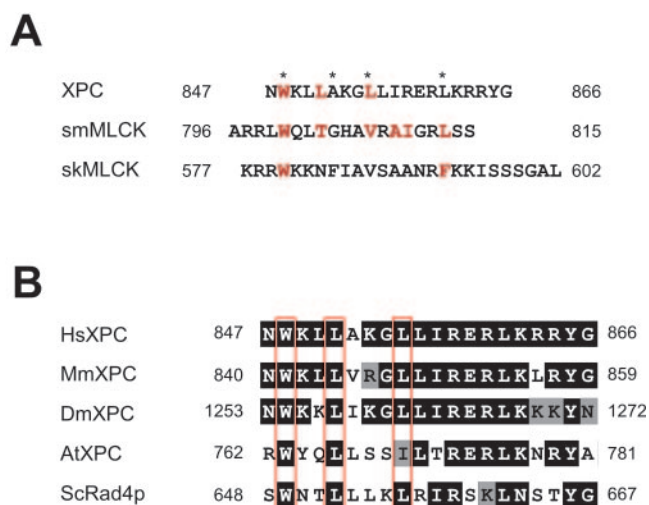 A
* * * *
XPC 847 NWKLLAKGLLIRERLKRRYG 866
smMLCK 796 ARRLWQLTGHAVRAIGRLSS 815
skMLCK 577 KRRWKKNFIAVSAANRFKKISSSGAL 602
B
HsXPC 847 NWKLLAKGLLIRERLKRRYG 866
MmXPC 840 NWKLLVRGLLIRERLKLRYG 859
DmXPC 1253 NWKKLIKGLLIRERLKKKYN 1272
AtXPC 762 RWYQLLSSILTRERLKNRYA 781
ScRad4p 648 SWNTLLLKLRIRSKLNSTYG 667